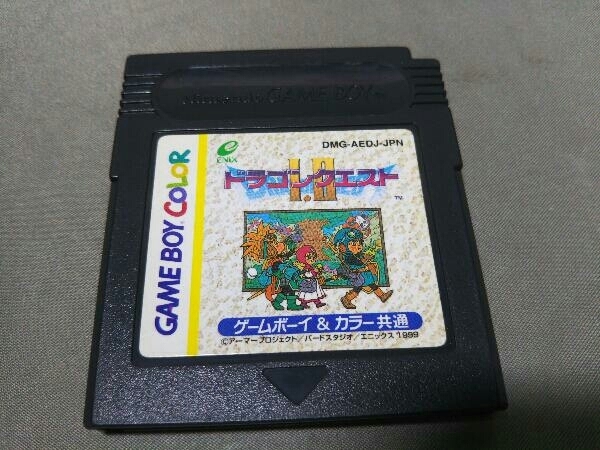 Nintendo GAME BOY
DMG-AEDJ-JPN
ENIX
ドラゴンクエスト
I・II
TM
GAME BOY COLOR
ゲームボーイ & カラー共通
©アーマープロジェクト/バードスタジオ/エニックス 1999